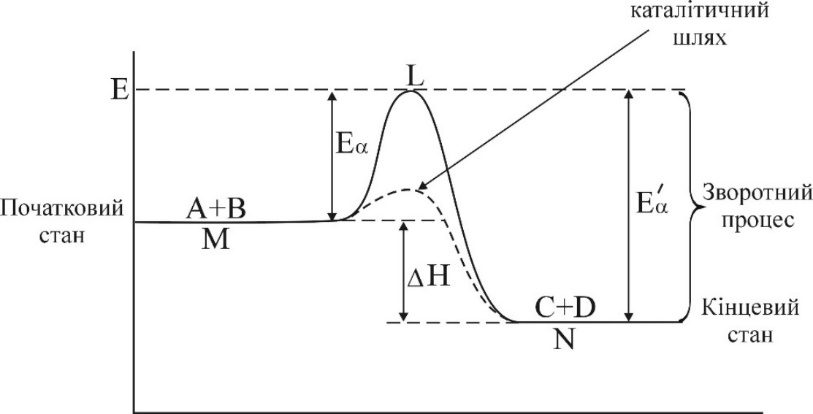 каталітичний
шлях
E
L
Eα
E′α
Початковий
стан
A+B
M
Зворотний
процес
ΔH
C+D
N
Кінцевий
стан